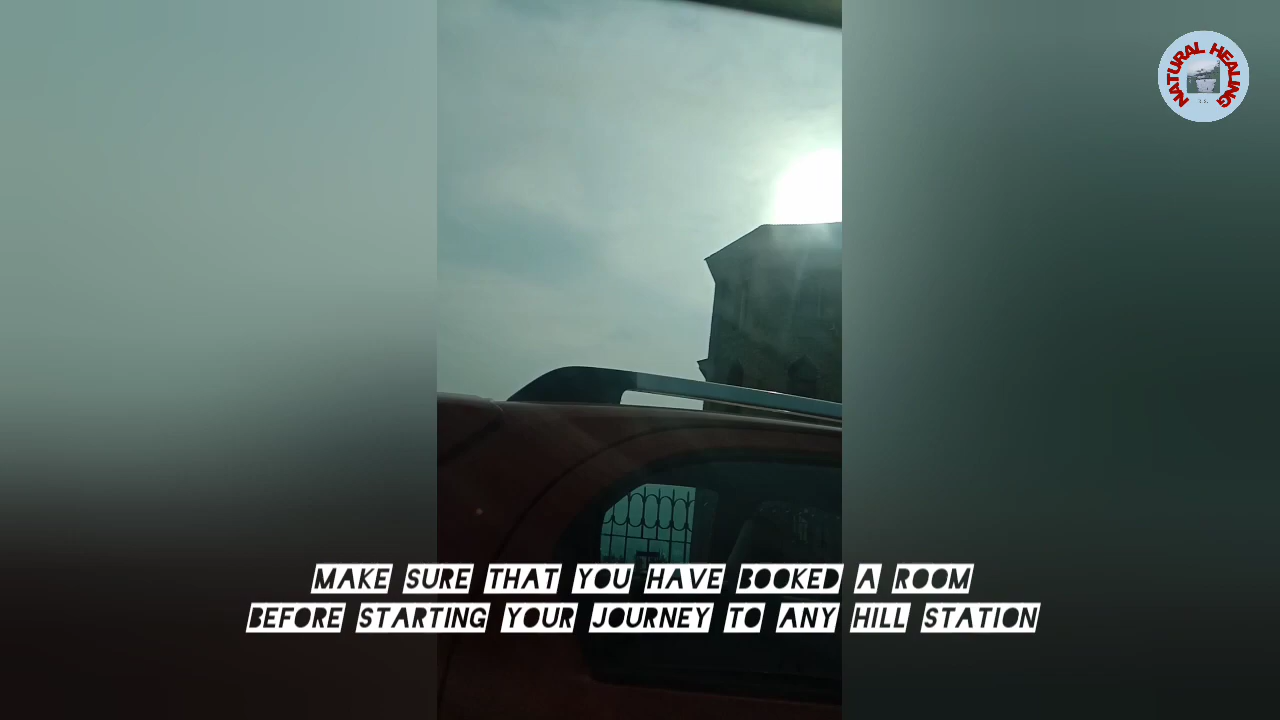 NATURAL HEALING
MAKE SURE THAT YOU HAVE BOOKED A ROOM
BEFORE STARTING YOUR JOURNEY TO ANY HILL STATION